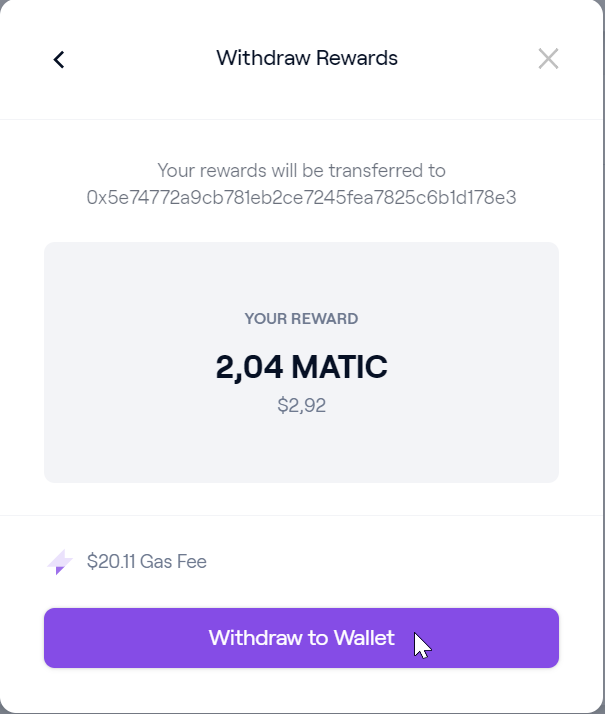 Withdraw Rewards
Your rewards will be transferred to
0x5e74772a9cb781eb2ce7245fea7825c6b1d178e3
YOUR REWARD
2,04 MATIC
$2,92
$20.11 Gas Fee
Withdraw to Wallet